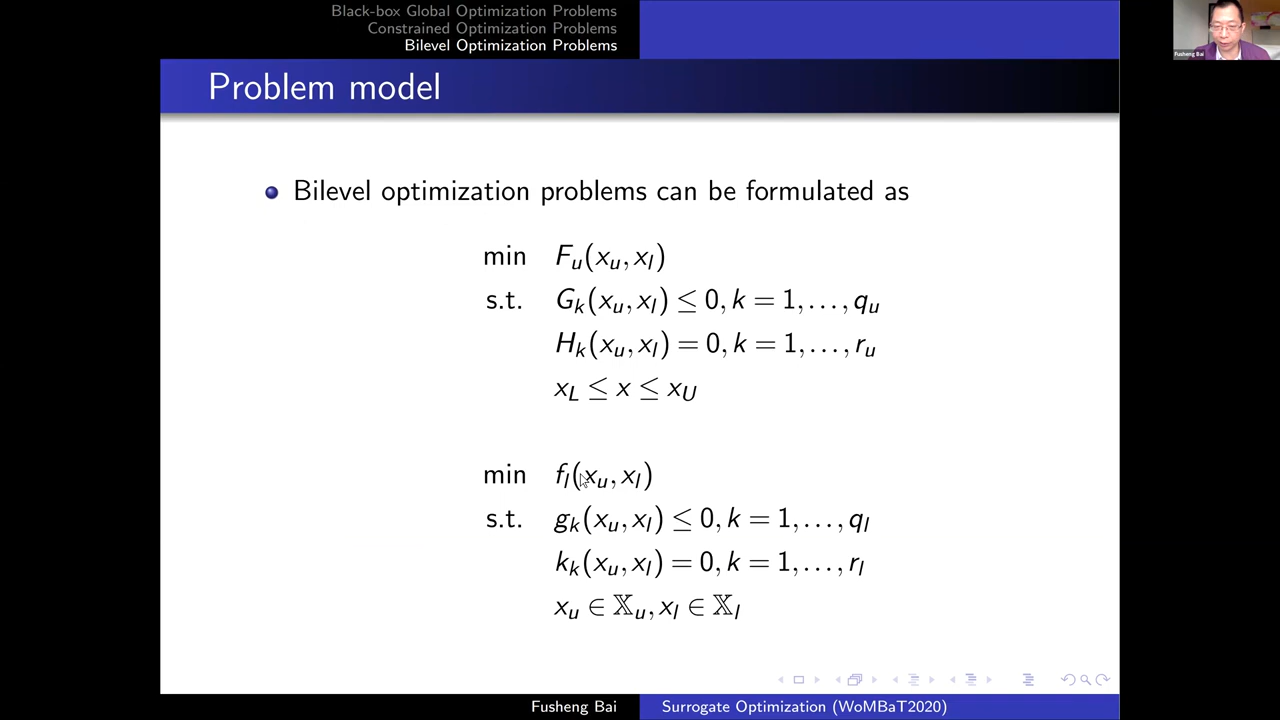 Black-box Global Optimization Problems
Constrained Optimization Problems
Bilevel Optimization Problems
Fusheng Bai
Problem model
Bilevel optimization problems can be formulated as
min F_u(x_u, x_l)
s.t. G_k(x_u, x_l) ≤ 0, k = 1, . . . , q_u
H_k(x_u, x_l) = 0, k = 1, . . . , r_u
x_L ≤ x ≤ x_U
min f_l(x_u, x_l)
s.t. g_k(x_u, x_l) ≤ 0, k = 1, . . . , q_l
k_k(x_u, x_l) = 0, k = 1, . . . , r_l
x_u ∈ 𝕏_u, x_l ∈ 𝕏_l
Fusheng Bai
Surrogate Optimization (WoMBaT2020)